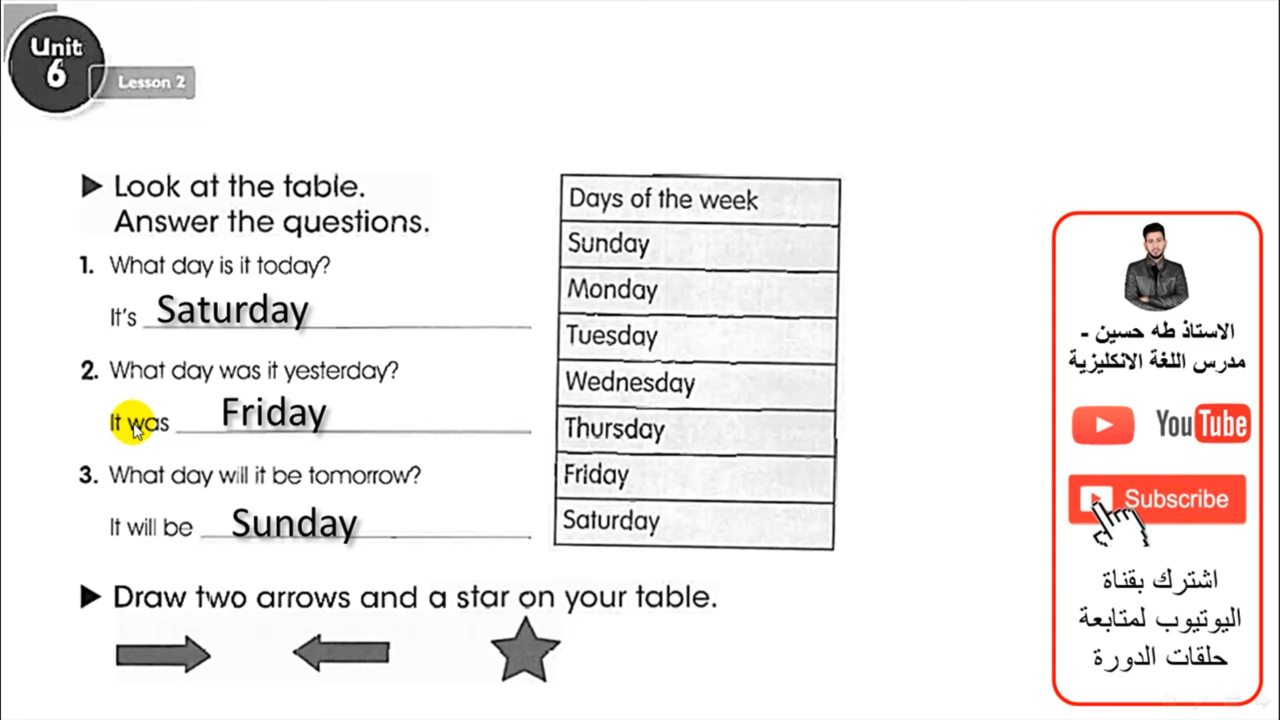 Unit
6
Lesson 2
▶ Look at the table.
Answer the questions.
1. What day is it today?
It's Saturday
2. What day was it yesterday?
It was Friday
3. What day will it be tomorrow?
It will be Sunday
▶ Draw two arrows and a star on your table.
Days of the week
Sunday
Monday
Tuesday
Wednesday
Thursday
Friday
Saturday
الاستاذ طه حسين -
مدرس اللغة الانكليزية
YouTube
Subscribe
اشترك بقناة
اليوتيوب لمتابعة
حلقات الدورة